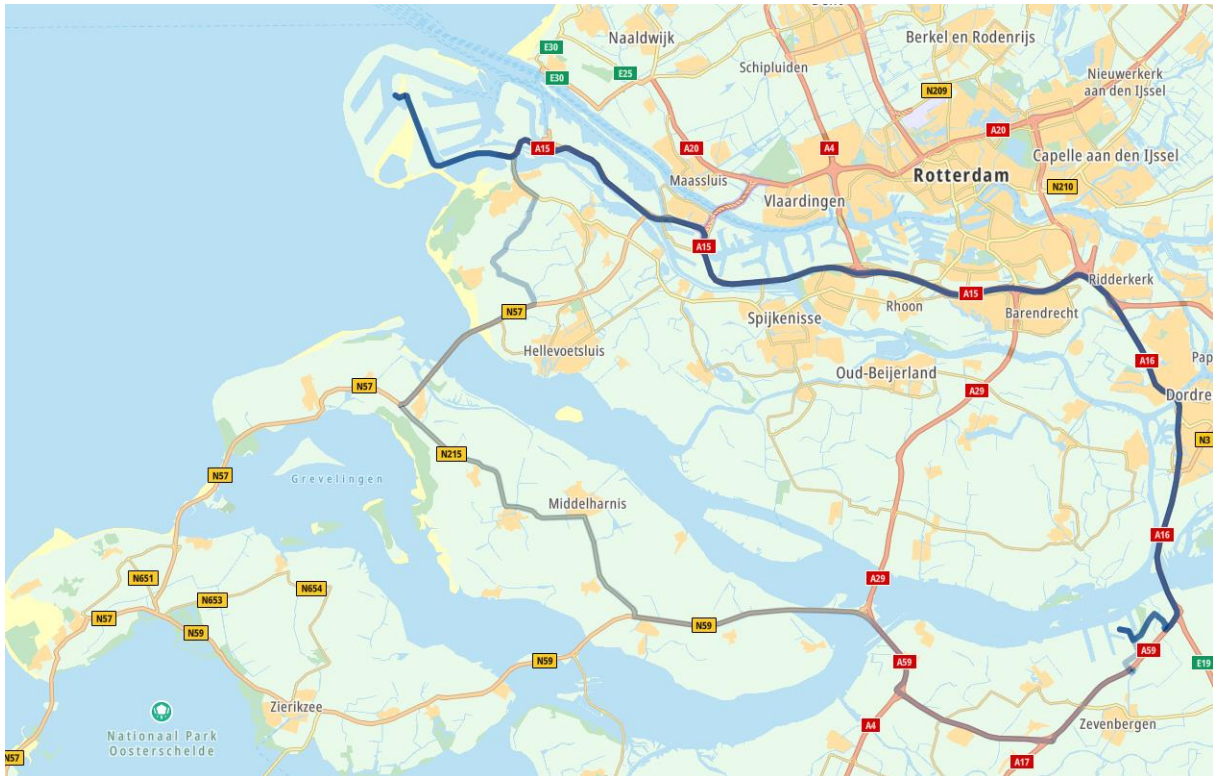 Naaldwijk
Berkel en Rodenrijs
E30
Schipluiden
E30
E25
Nieuwerkerk
aan den IJssel
N209
A20
A15
A20
A4
Capelle aan den IJssel
Maassluis
Rotterdam
N210
Vlaardingen
A15
Ridderkerk
A15
Rhoon
Barendrecht
N57
Spijkenisse
Hellevoetsluis
A16
Pap
Oud-Beijerland
N57
A29
Dordre
N215
N3
N57
Grevelingen
Middelharnis
A16
N651
A29
N654
N653
N57
N59
N59
A59
N59
A59
E19
Zierikzee
Nationaal Park
Oosterschelde
A4
Zevenbergen
N57
A17